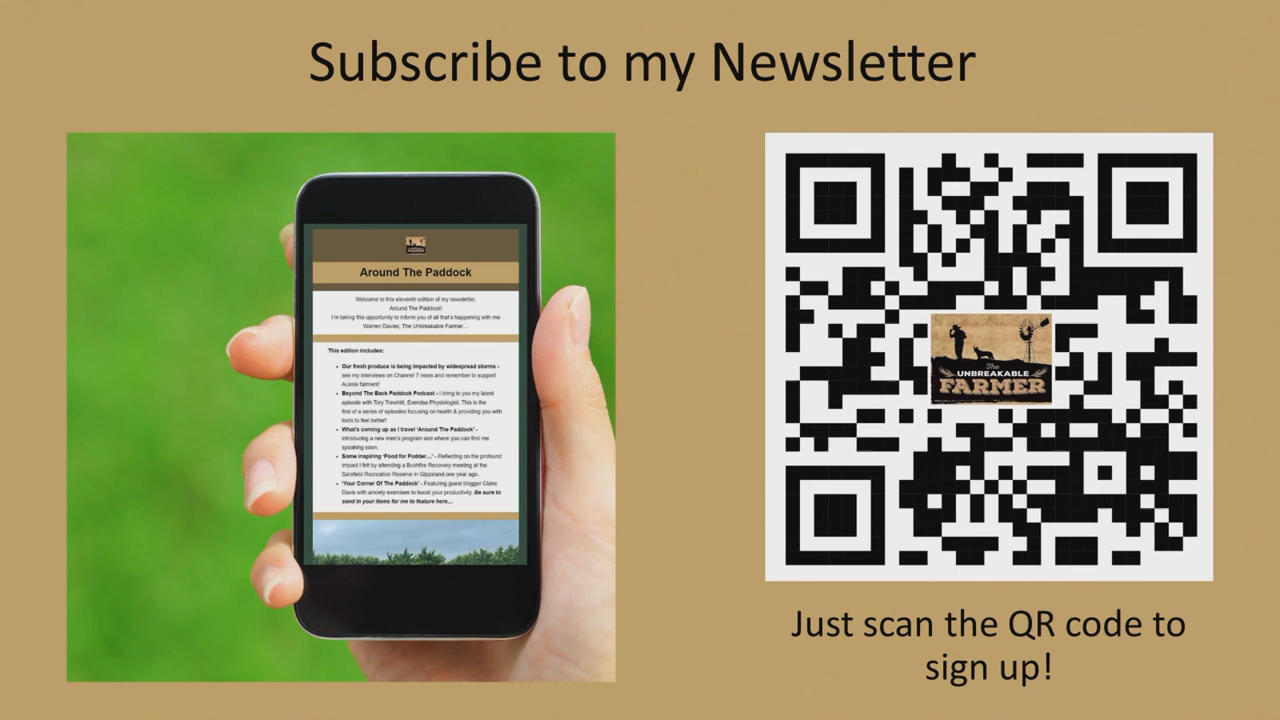 Subscribe to my Newsletter
Around The Paddock
Welcome to this eleventh edition of my newsletter,
Around The Paddock!
I'm taking this opportunity to inform you of all that's happening with me
Warren Davies, The Unbreakable Farmer...
This edition includes:
• Our fresh produce is being impacted by widespread storms -
see my interviews on Channel 7 news and remember to support
Aussie farmers!
• Beyond The Back Paddock Podcast - I bring to you my latest
episode with Tory Trewhitt, Exercise Physiologist. This is the
first of a series of episodes focusing on health & providing you with
tools to feel better!
• What's coming up as I travel 'Around The Paddock' -
introducing a new men's program and where you can find me
speaking soon.
• Some inspiring 'Food for Fodder...' - Reflecting on the profound
impact I felt by attending a Bushfire Recovery meeting at the
Sarsfield Recreation Reserve in Gippsland one year ago.
• 'Your Corner Of The Paddock' - Featuring guest blogger Claire
Davis with anxiety exercises to boost your productivity. Be sure to
send in your items for me to feature here...
The
UNBREAKABLE
FARMER
Just scan the QR code to
sign up!